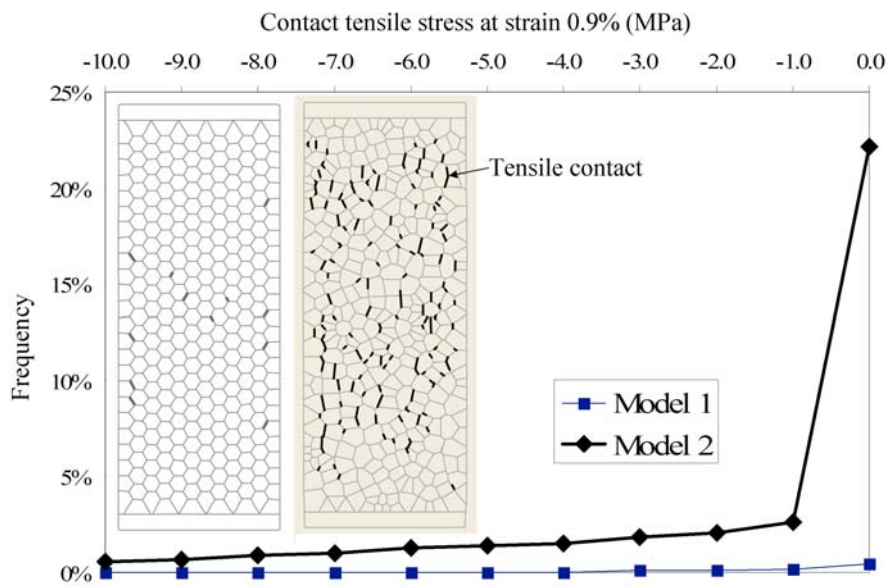 Contact tensile stress at strain 0.9% (MPa)
-10.0 -9.0 -8.0 -7.0 -6.0 -5.0 -4.0 -3.0 -2.0 -1.0 0.0
25%
Tensile contact
20%
15%
Frequency
10%
Model 1
Model 2
5%
0%